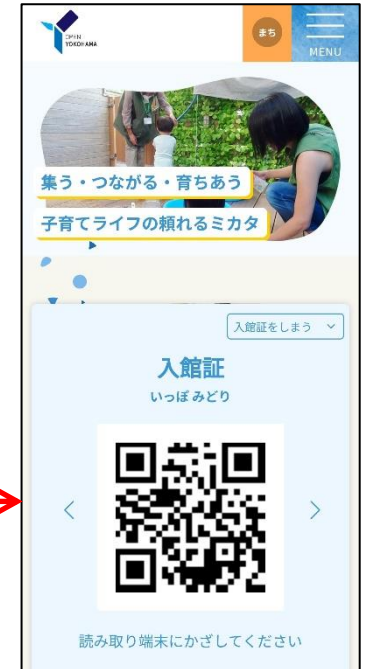 OPEN
YOKOHAMA
まち
MENU
集う・つながる・育ちあう
子育てライフの頼れるミカタ
入館証をしまう
入館証
いっぽ みどり
読み取り端末にかざしてください